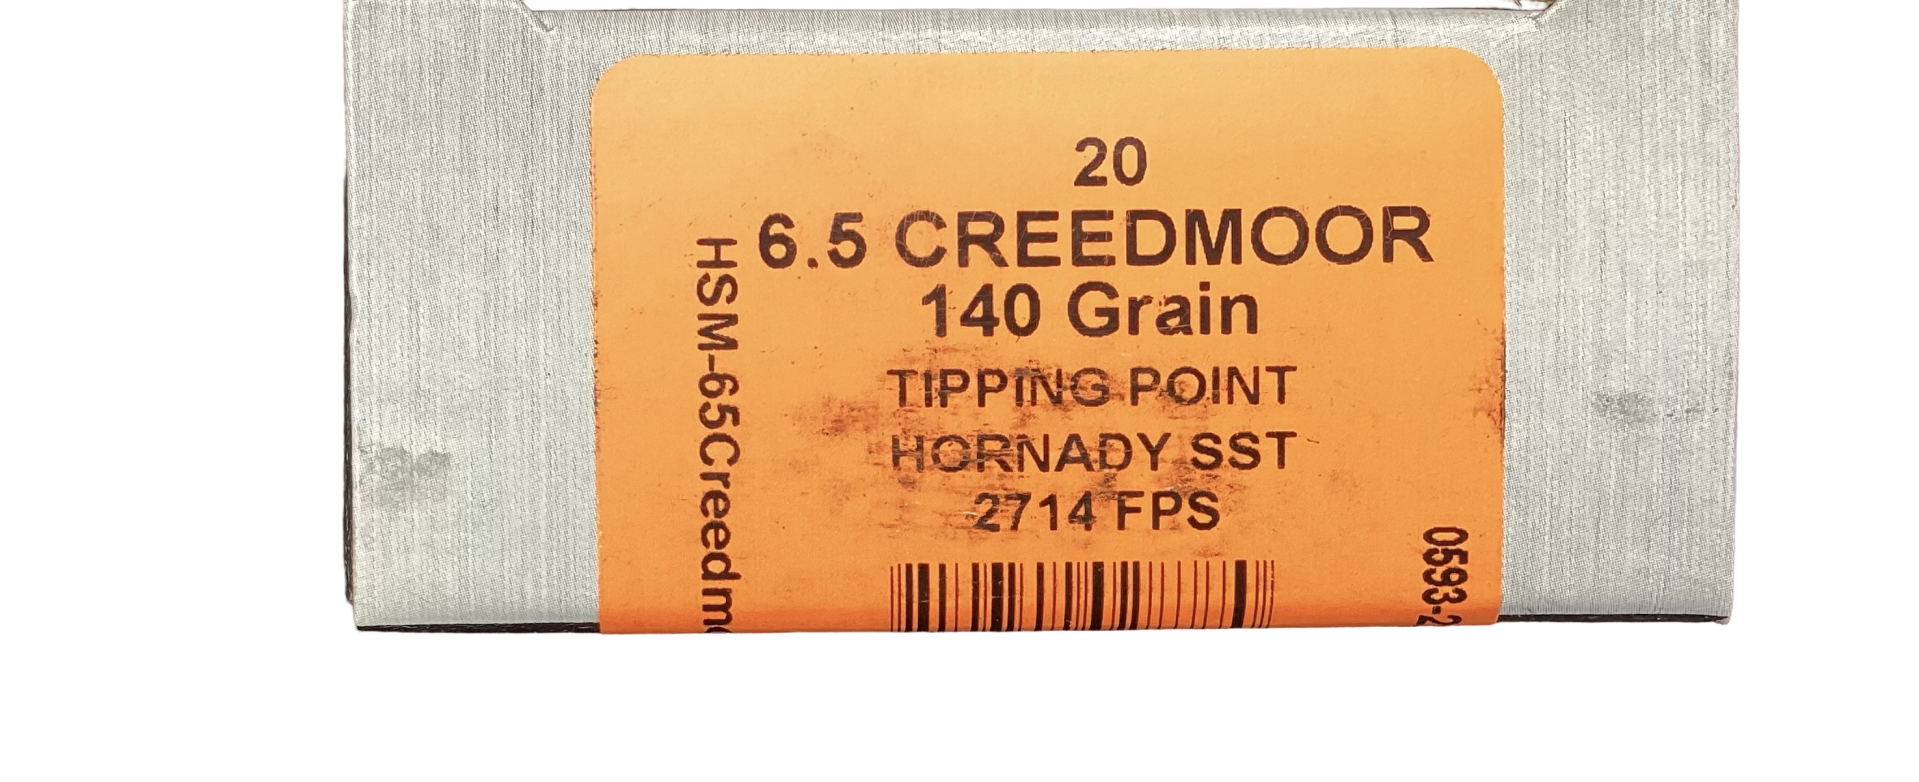 20
6.5 CREEDMOOR
140 Grain
TIPPING POINT
HORNADY SST
2714 FPS
HSM-65Creedm
0593-2